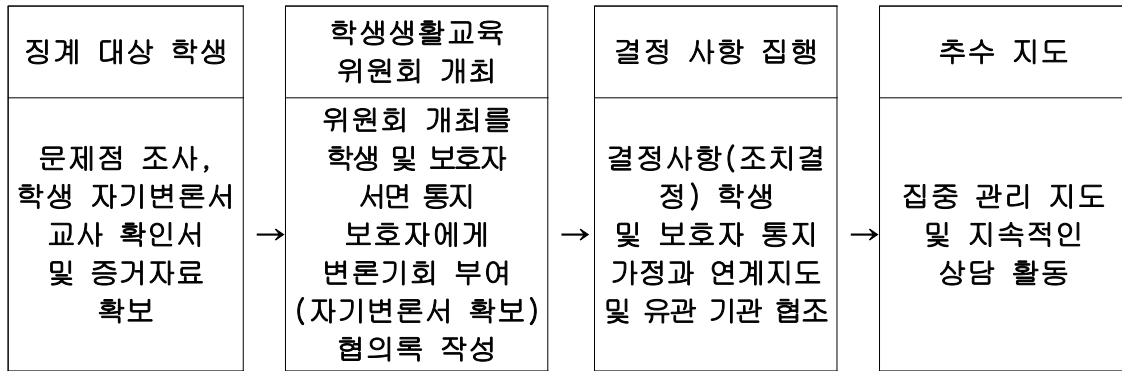 징계 대상 학생
문제점 조사,
학생 자기변론서
교사 확인서
및 증거자료
확보
→
학생생활교육
위원회 개최
위원회 개최를
학생 및 보호자
서면 통지
보호자에게
변론기회 부여
(자기변론서 확보)
협의록 작성
→
결정 사항 집행
결정사항(조치결
정) 학생
및 보호자 통지
가정과 연계지도
및 유관 기관 협조
→
추수 지도
집중 관리 지도
및 지속적인
상담 활동